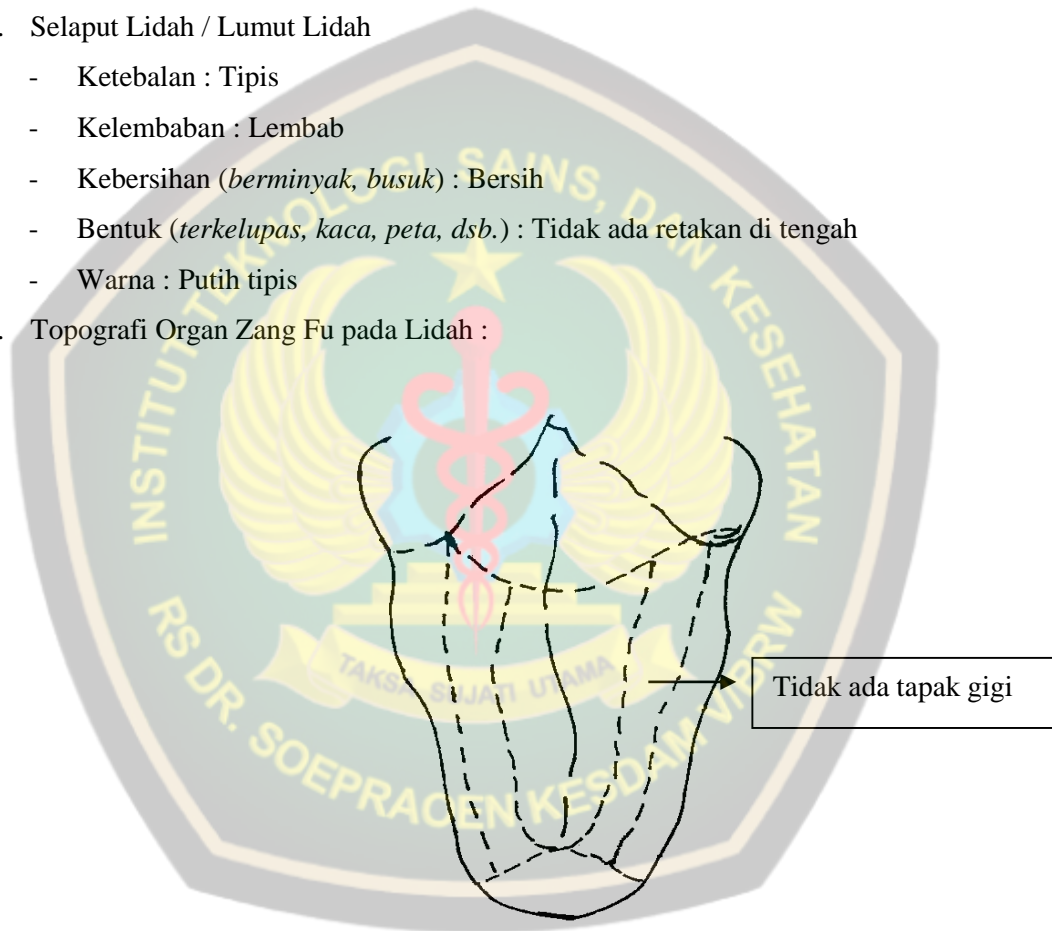 . Selaput Lidah / Lumut Lidah
- Ketebalan : Tipis
- Kelembaban : Lembab
- Kebersihan (berminyak, busuk) : Bersih
- Bentuk (terkelupas, kaca, peta, dsb.) : Tidak ada retakan di tengah
- Warna : Putih tipis
. Topografi Organ Zang Fu pada Lidah :
Tidak ada tapak gigi
INSTITUT TEKNOLOGI, SAINS, DAN KESEHATAN
TAKSA SUJATI UTAMA
RS DR. SOEPRAOEN KESDAM V/BRW